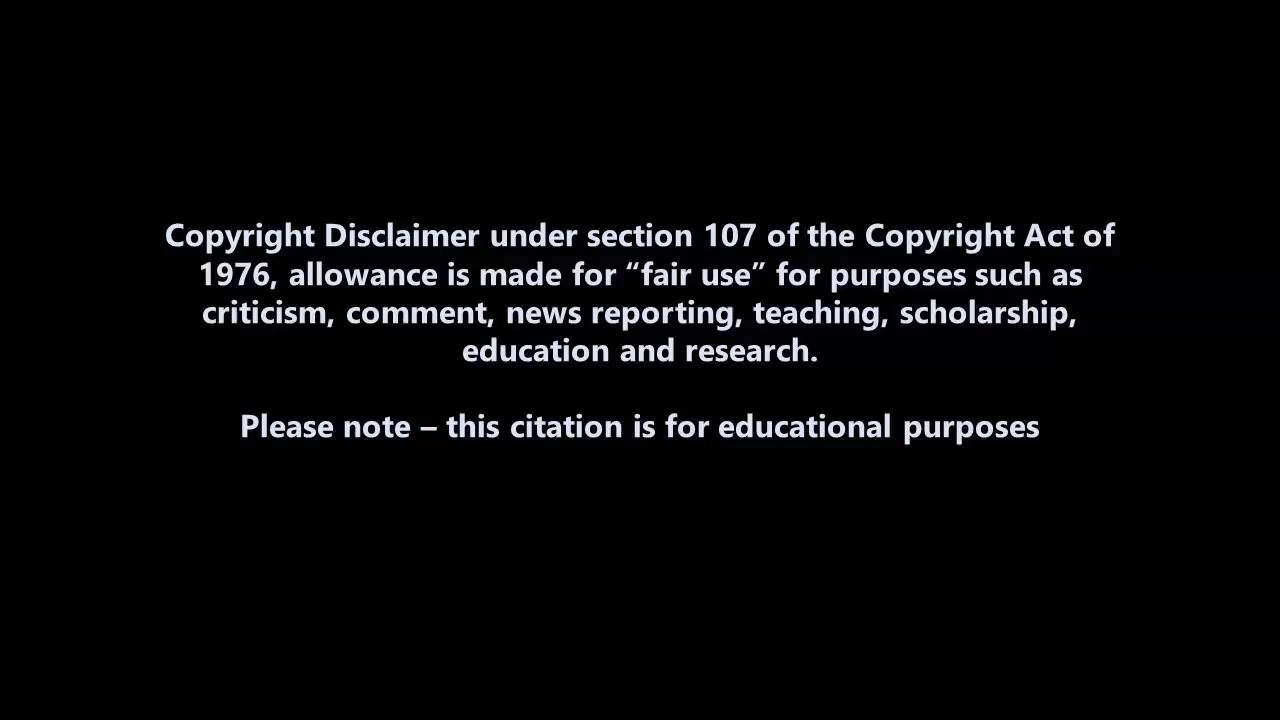 Copyright Disclaimer under section 107 of the Copyright Act of
1976, allowance is made for “fair use” for purposes such as
criticism, comment, news reporting, teaching, scholarship,
education and research.
Please note – this citation is for educational purposes